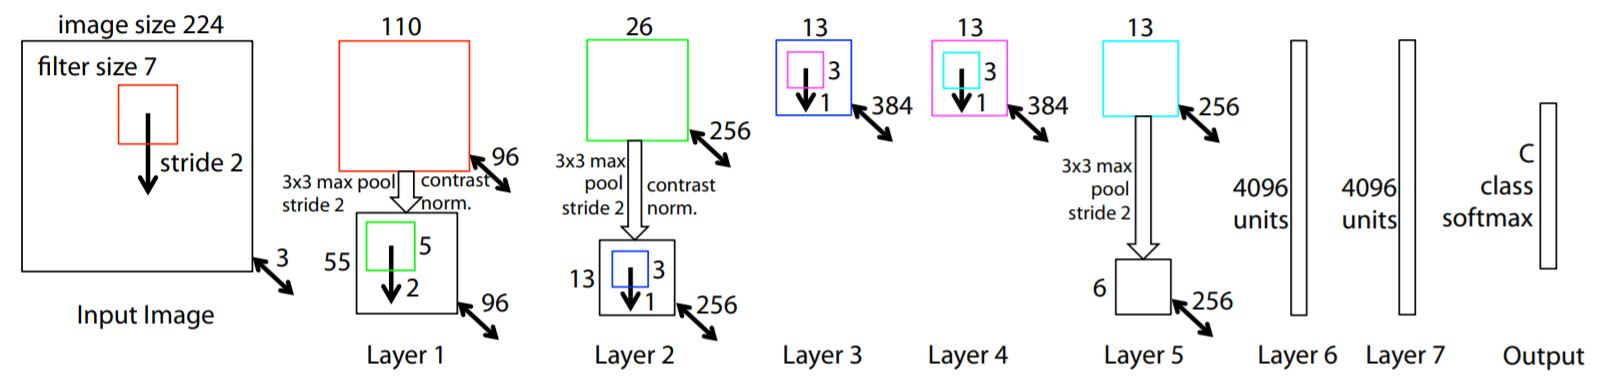 image size 224
filter size 7
stride 2
3
Input Image
110
96
3x3 max pool
stride 2
contrast
norm.
55
5
2
96
Layer 1
26
256
3x3 max
pool
stride 2
contrast
norm.
13
3
1
256
Layer 2
13
3
1
384
Layer 3
13
3
1
384
Layer 4
13
256
3x3 max
pool
stride 2
6
256
Layer 5
4096
units
Layer 6
4096
units
Layer 7
C
class
softmax
Output